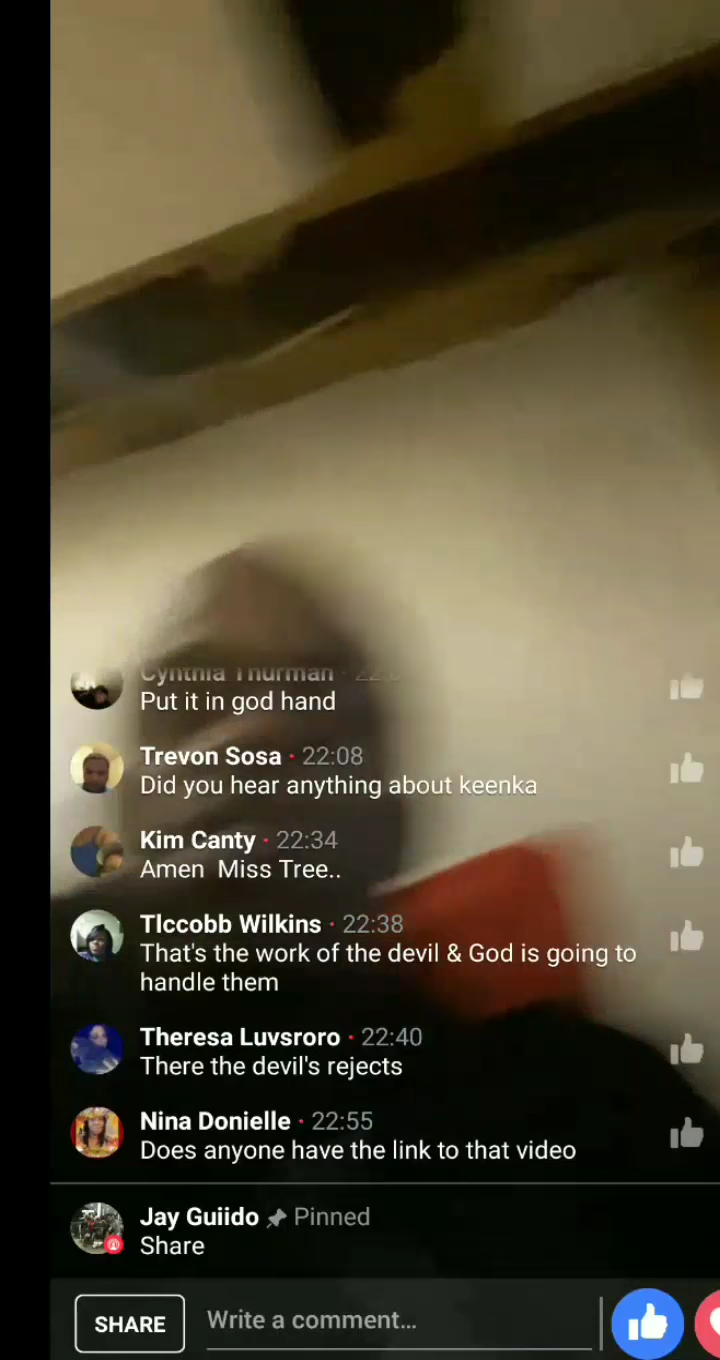 Cynthia Thurman
Put it in god hand
Trevon Sosa · 22:08
Did you hear anything about keenka
Kim Canty · 22:34
Amen  Miss Tree..
Tlccobb Wilkins · 22:38
That's the work of the devil & God is going to
handle them
Theresa Luvsroro · 22:40
There the devil's rejects
Nina Donielle · 22:55
Does anyone have the link to that video
Jay Guiido Pinned
Share
SHARE Write a comment...